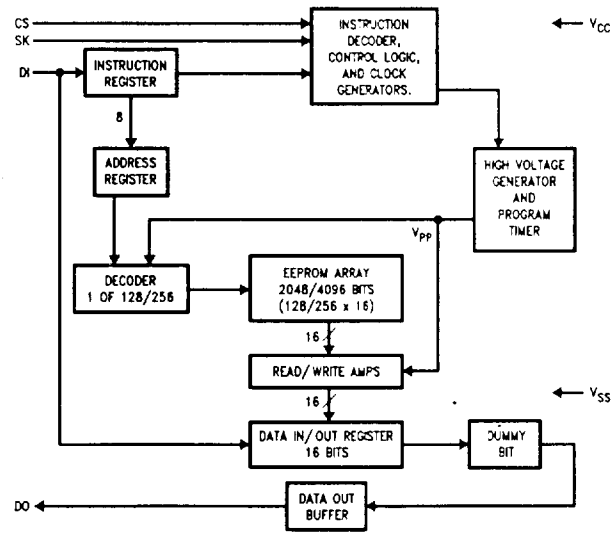 CS
SK
DI
INSTRUCTION
REGISTER
INSTRUCTION
DECODER,
CONTROL LOGIC,
AND CLOCK
GENERATORS.
VCC
8
ADDRESS
REGISTER
HIGH VOLTAGE
GENERATOR
AND
PROGRAM
TIMER
VPP
DECODER
1 OF 128/256
EEPROM ARRAY
2048/4096 BITS
(128/256 x 16)
16
READ/WRITE AMPS
16
VSS
DATA IN/OUT REGISTER
16 BITS
DUMMY
BIT
DATA OUT
BUFFER
DO